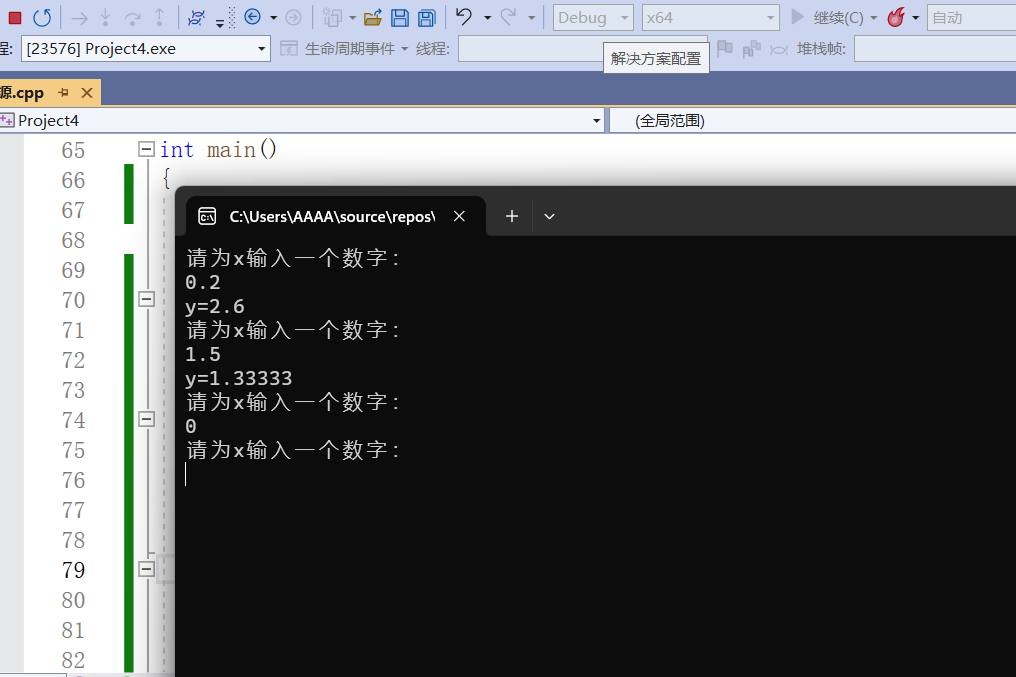 Debug x64 继续(C) 自动
程: [23576] Project4.exe 生命周期事件 线程: 堆栈帧:
解决方案配置
源.cpp
Project4 (全局范围)
65 int main()
66 {
67
68
69
70
71
72
73
74
75
76
77
78
79
80
81
82
C:\Users\AAAA\source\repos\
请为x输入一个数字：
0.2
y=2.6
请为x输入一个数字：
1.5
y=1.33333
请为x输入一个数字：
0
请为x输入一个数字：